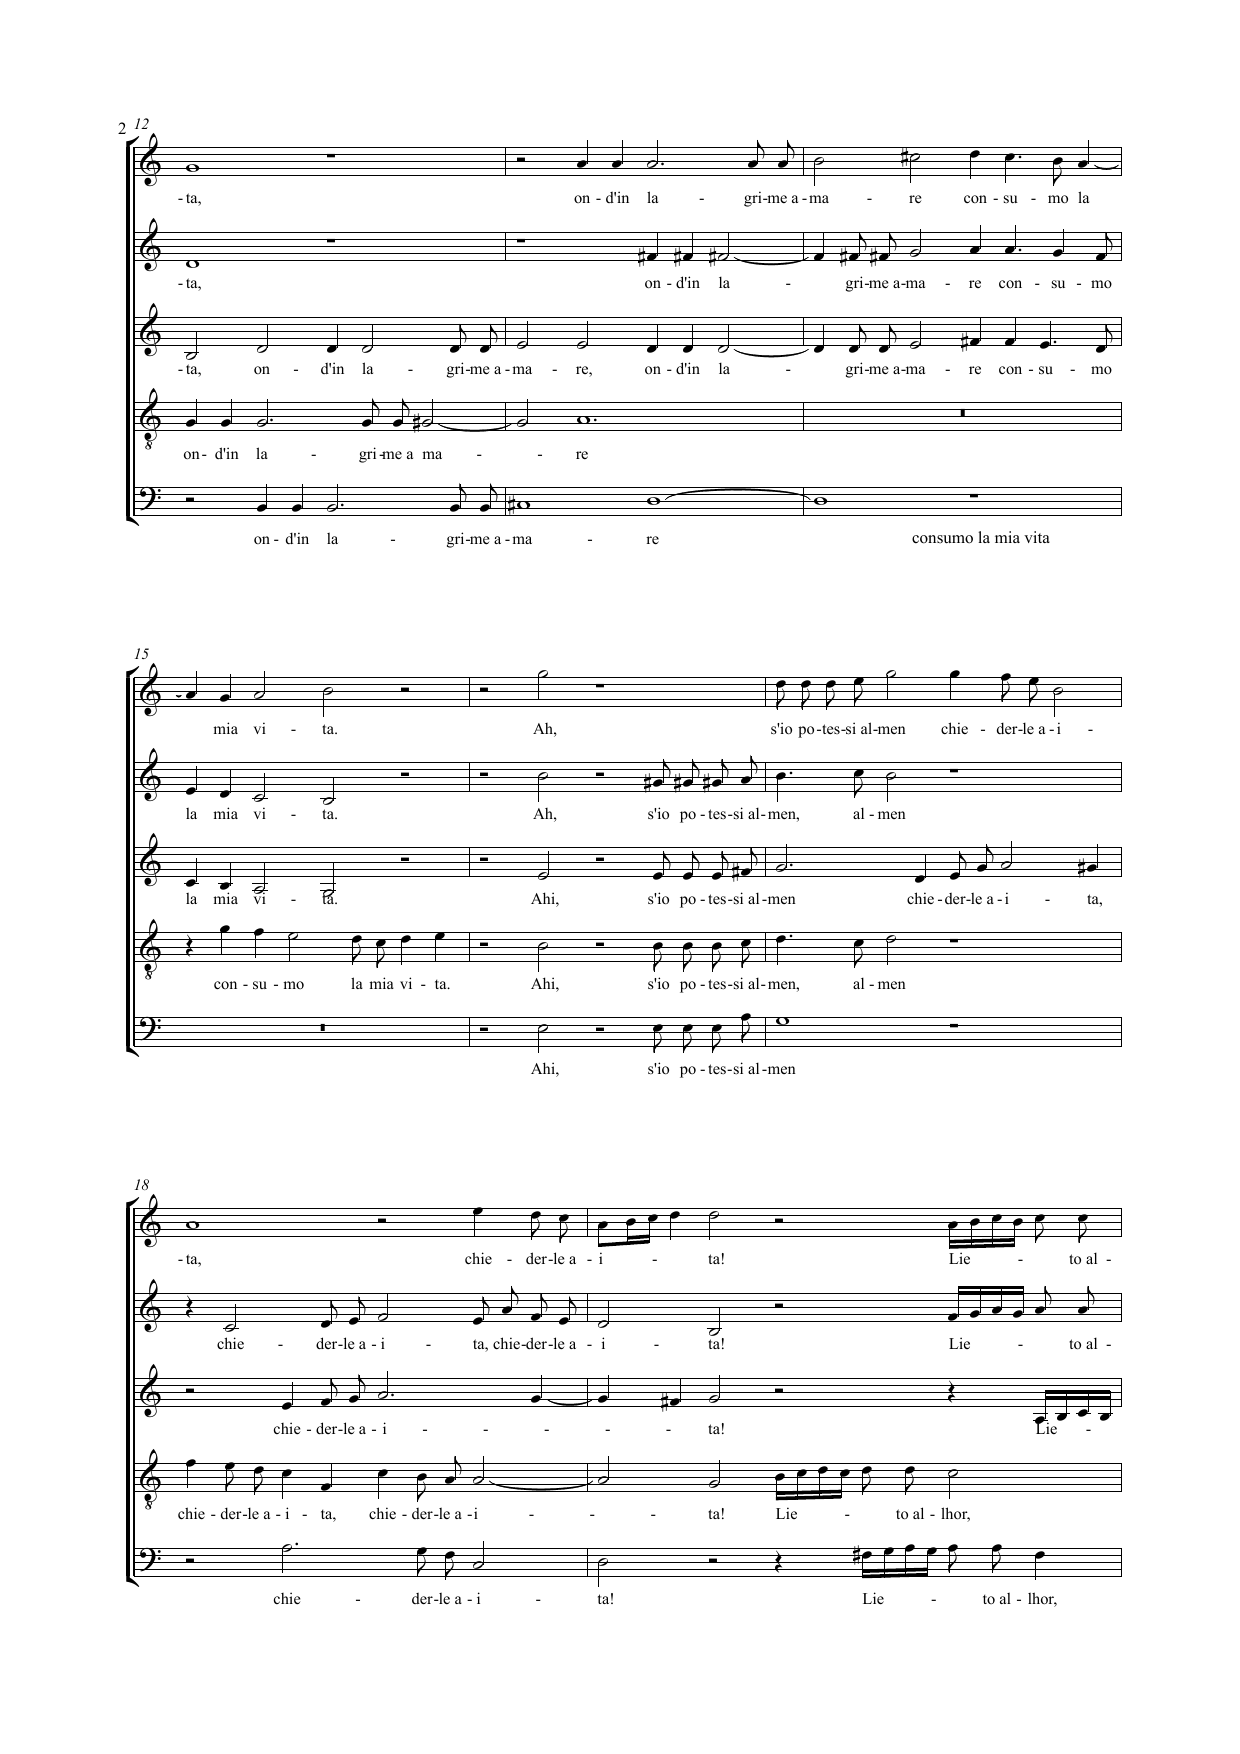 2 12
- ta, on - d'in la - gri-me a - ma - re con - su - mo la
- ta, on - d'in la - gri-me a-ma - re con - su - mo
- ta, on - d'in la - gri-me a - ma - re, on - d'in la - gri-me a-ma - re con - su - mo
on - d'in la - gri-me a ma - - re
on - d'in la - gri-me a - ma - re consumo la mia vita
15
mia vi - ta. Ah, s'io po - tes-si al-men chie - der-le a - i -
la mia vi - ta. Ah, s'io po - tes-si al-men, al - men
la mia vi - ta. Ahi, s'io po - tes-si al-men chie - der-le a - i - ta,
con - su - mo la mia vi - ta. Ahi, s'io po - tes-si al-men, al - men
Ahi, s'io po - tes-si al-men
18
- ta, chie - der-le a - i - ta! Lie - to al -
chie - der-le a - i - ta, chie-der-le a - i - ta! Lie - to al -
chie - der-le a - i - - - - ta! Lie -
chie - der-le a - i - ta, chie - der-le a - i - - ta! Lie - to al - lhor,
chie - der-le a - i - ta! Lie - to al - lhor,